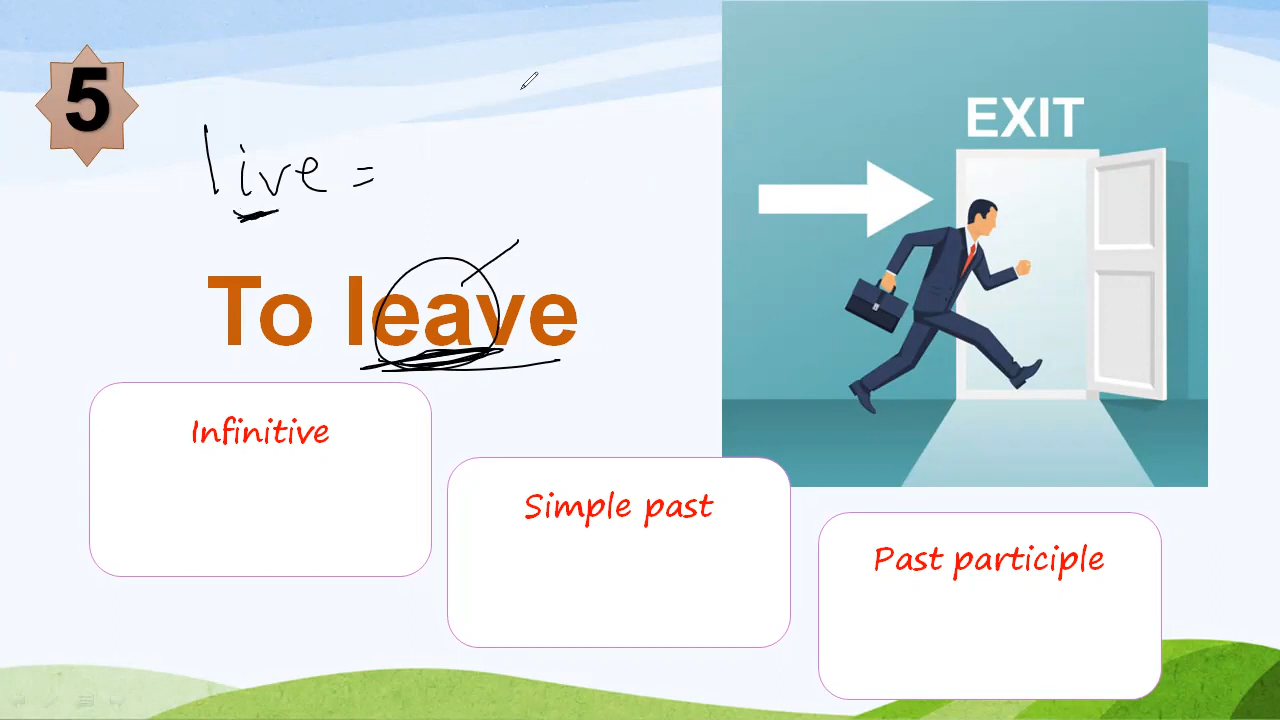 5
EXIT
live =
To leave
Infinitive
Simple past
Past participle